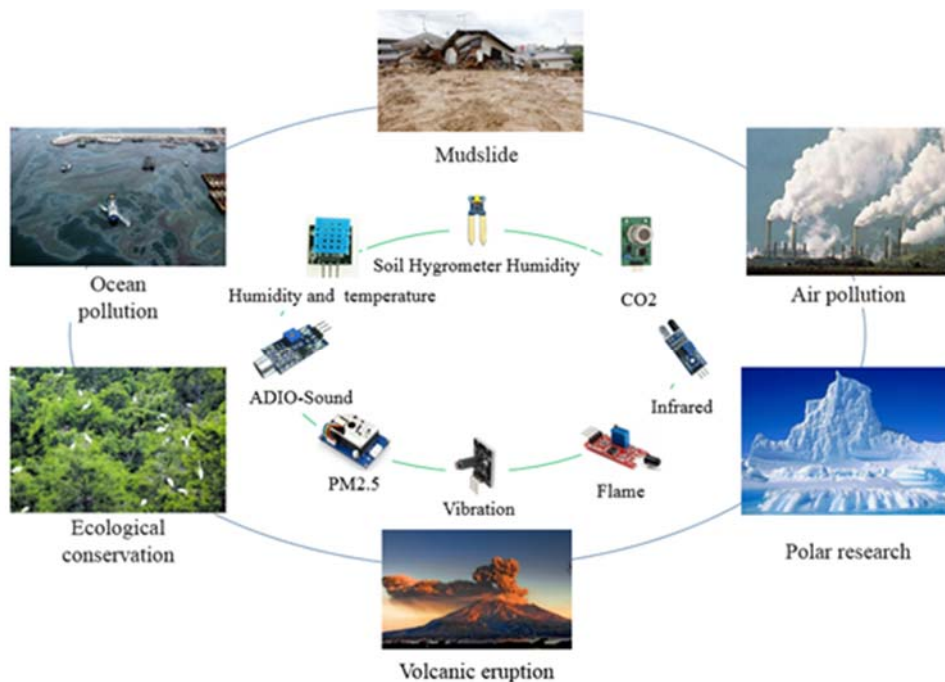 Mudslide
Ocean
pollution
Air pollution
Soil Hygrometer Humidity
Humidity and temperature
CO2
ADIO-Sound
Infrared
PM2.5
Vibration
Flame
Ecological
conservation
Polar research
Volcanic eruption